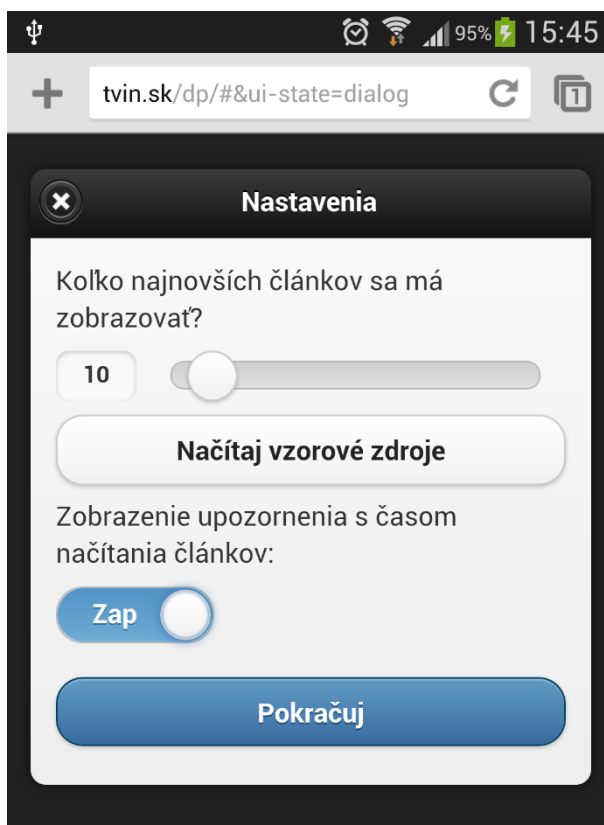 95% 15:45
tvin.sk/dp/#&ui-state=dialog 1
Nastavenia
Koľko najnovších článkov sa má
zobrazovať?
10
Načítaj vzorové zdroje
Zobrazenie upozornenia s časom
načítania článkov:
Zap
Pokračuj